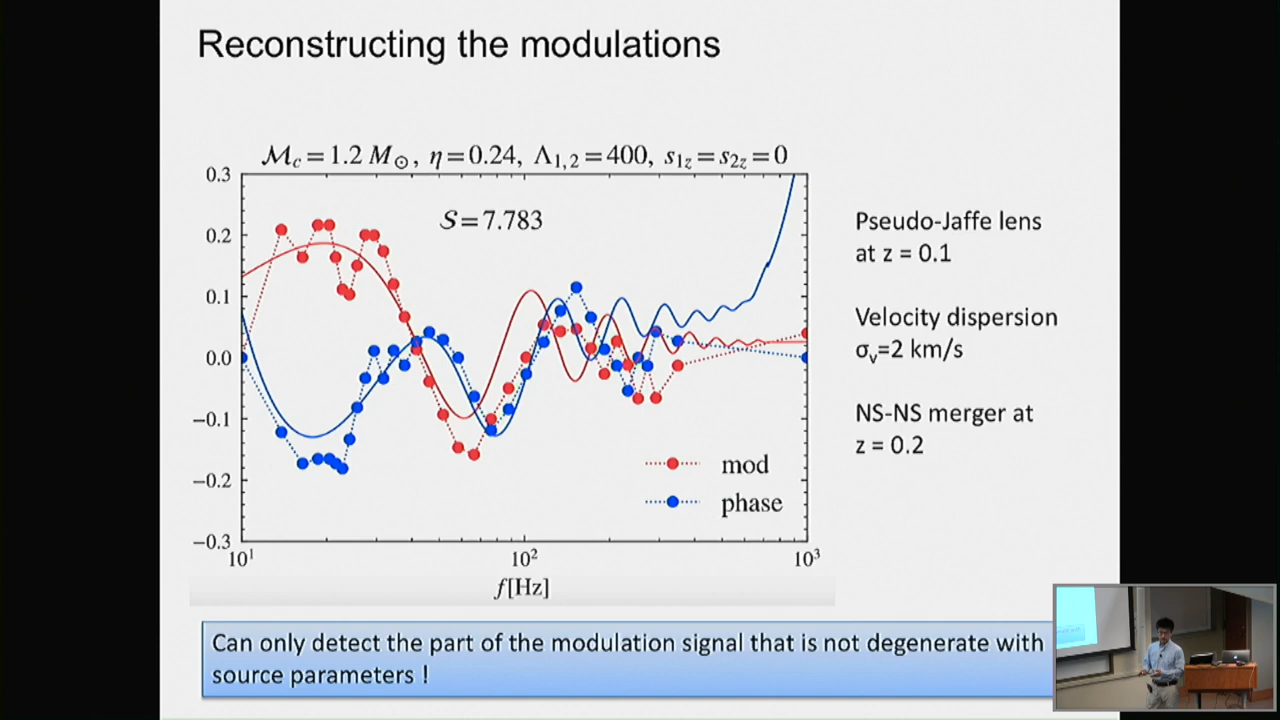 Reconstructing the modulations
ℳc = 1.2 M⊙, η = 0.24, Λ1,2 = 400, s1z = s2z = 0
0.3
0.2
0.1
0.0
−0.1
−0.2
−0.3
S = 7.783
mod
phase
10¹
10²
10³
f[Hz]
Pseudo-Jaffe lens
at z = 0.1
Velocity dispersion
σv=2 km/s
NS-NS merger at
z = 0.2
Can only detect the part of the modulation signal that is not degenerate with
source parameters !